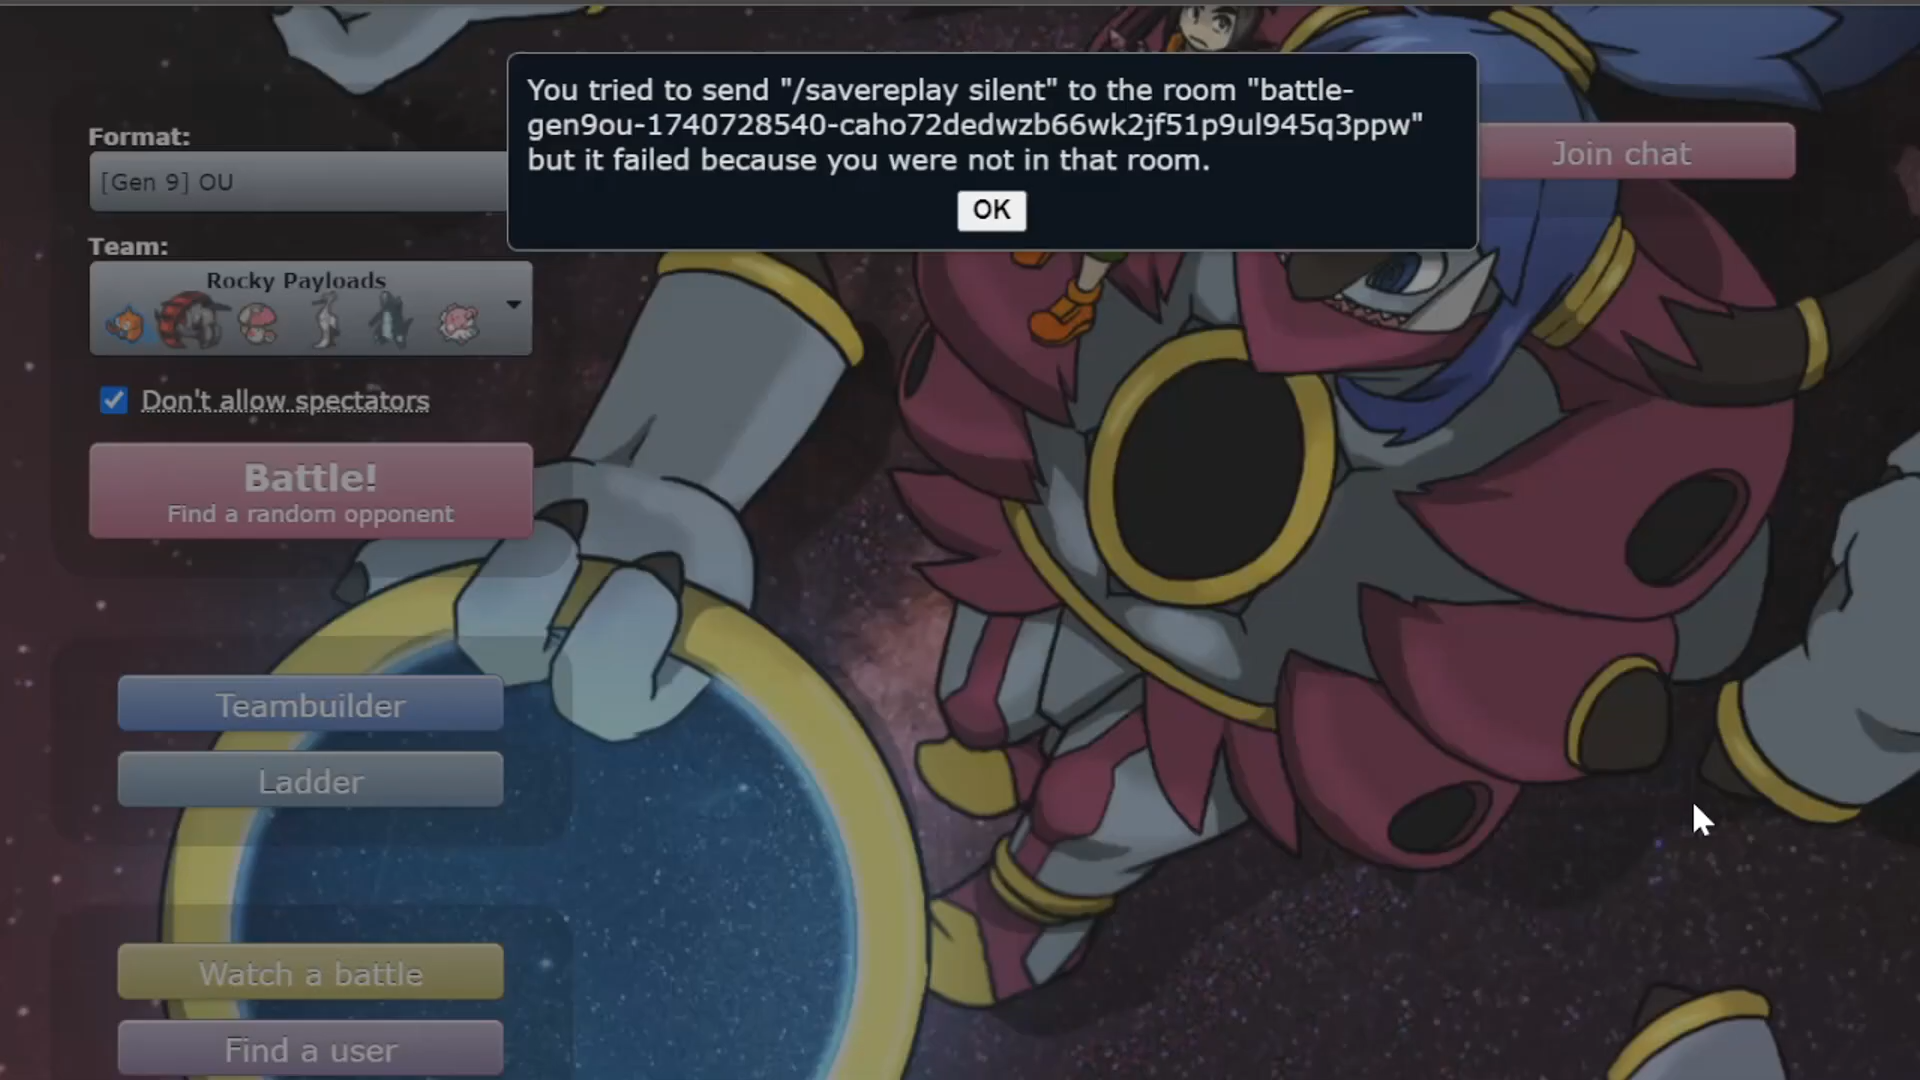 You tried to send "/savereplay silent" to the room "battle-
gen9ou-1740728540-caho72dedwzb66wk2jf51p9ul945q3ppw"
but it failed because you were not in that room.
OK
Format:
[Gen 9] OU
Team:
Rocky Payloads
Don't allow spectators
Battle!
Find a random opponent
Teambuilder
Ladder
Watch a battle
Find a user
Join chat